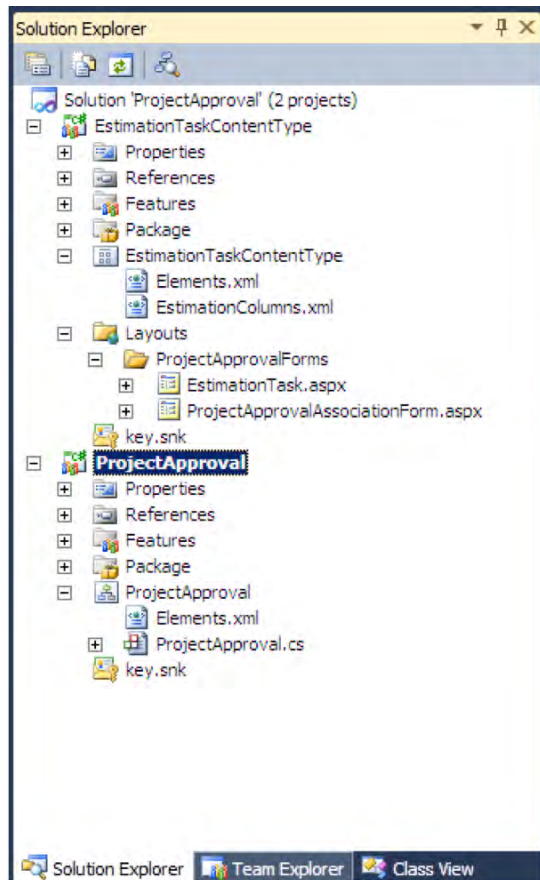 Solution Explorer
Solution 'ProjectApproval' (2 projects)
EstimationTaskContentType
Properties
References
Features
Package
EstimationTaskContentType
Elements.xml
EstimationColumns.xml
Layouts
ProjectApprovalForms
EstimationTask.aspx
ProjectApprovalAssociationForm.aspx
key.snk
ProjectApproval
Properties
References
Features
Package
ProjectApproval
Elements.xml
ProjectApproval.cs
key.snk
Solution Explorer Team Explorer Class View